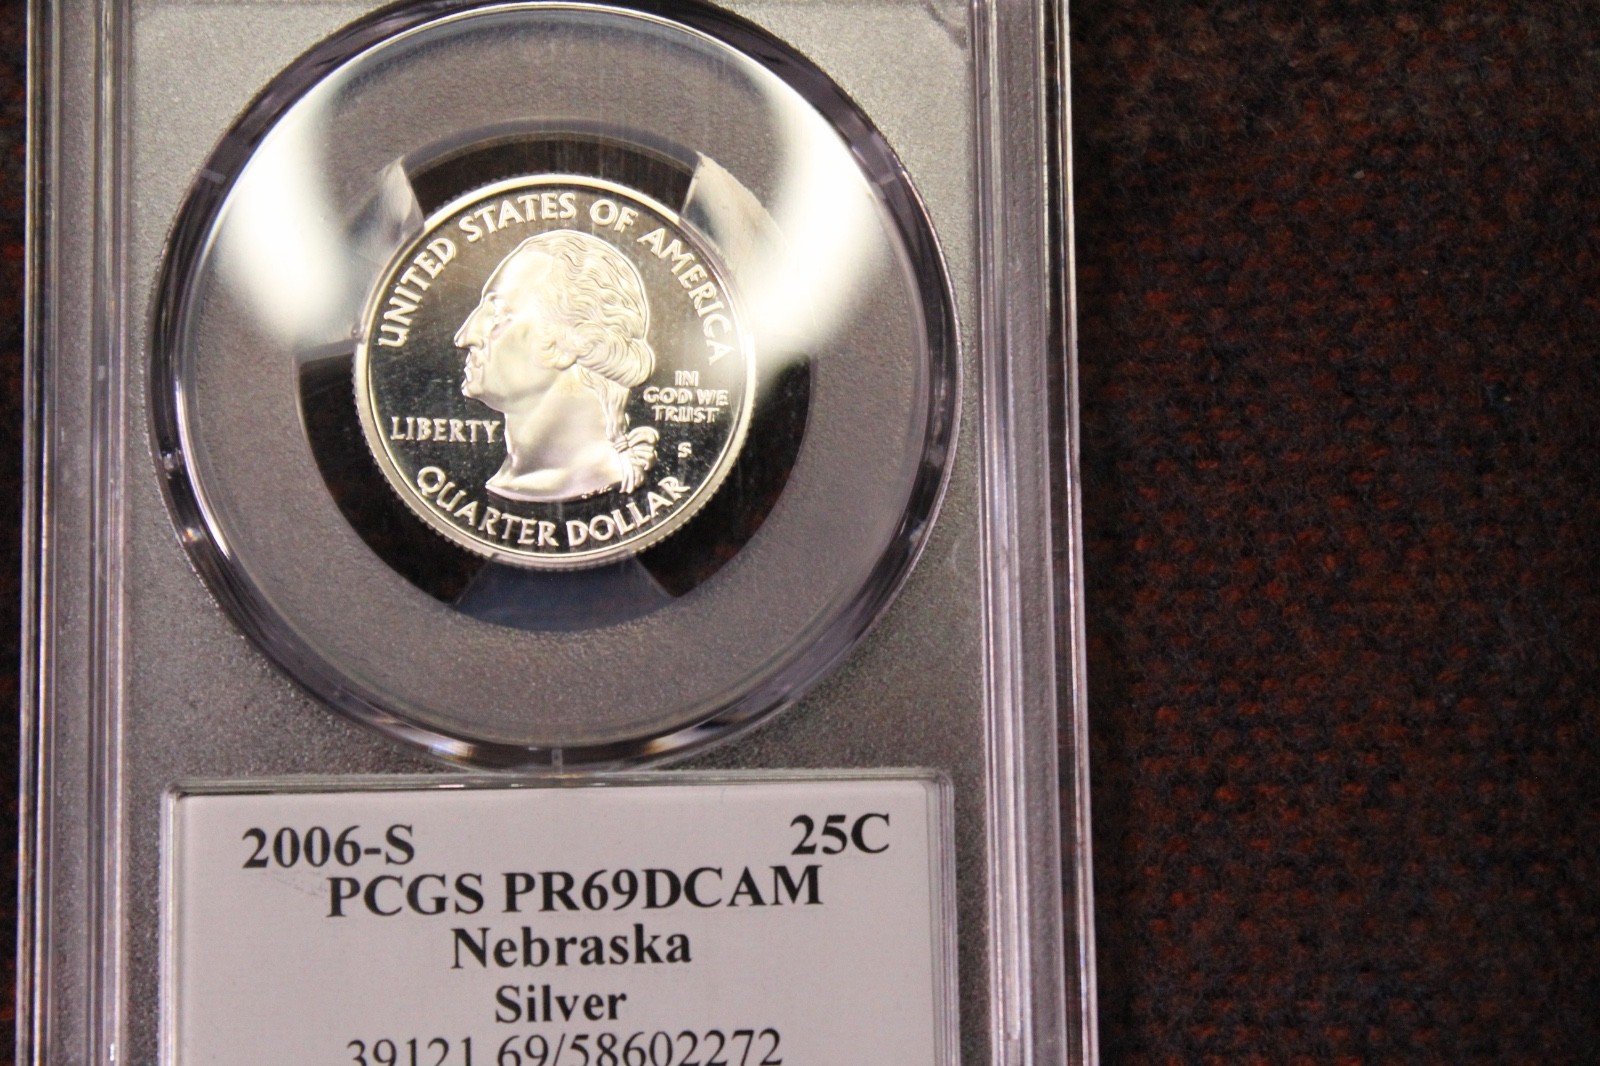 UNITED STATES OF AMERICA
IN
GOD WE
TRUST
LIBERTY
S
QUARTER DOLLAR
2006-S 25C
PCGS PR69DCAM
Nebraska
Silver
39121.69/58602272